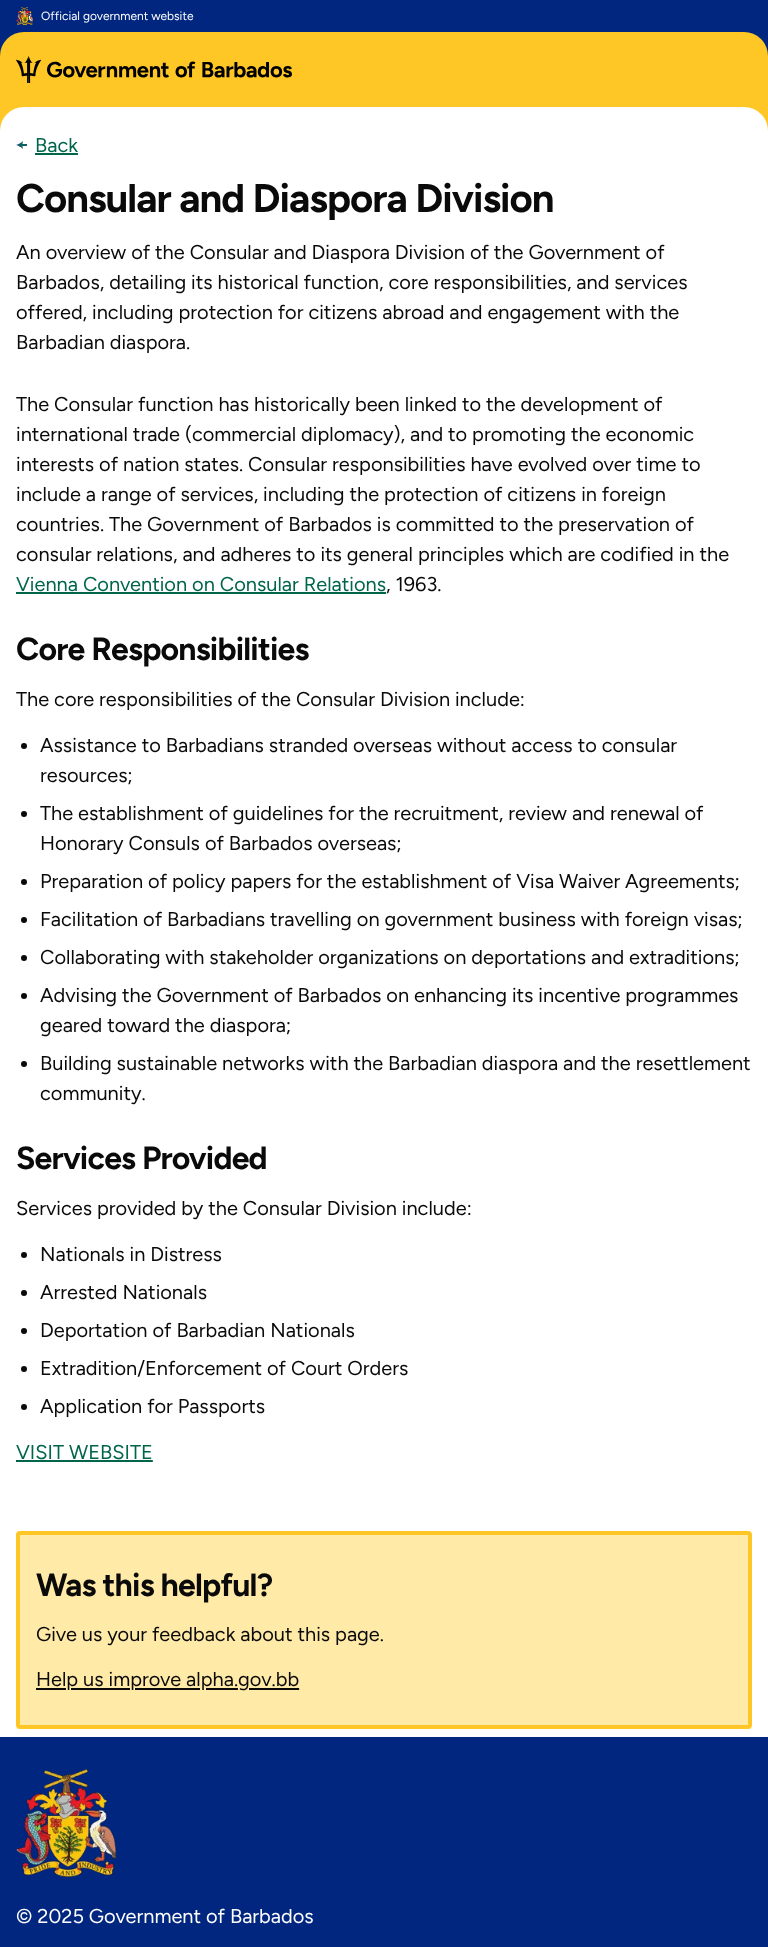 Official government website
Government of Barbados
Back
Consular and Diaspora Division
An overview of the Consular and Diaspora Division of the Government of
Barbados, detailing its historical function, core responsibilities, and services
offered, including protection for citizens abroad and engagement with the
Barbadian diaspora.
The Consular function has historically been linked to the development of
international trade (commercial diplomacy), and to promoting the economic
interests of nation states. Consular responsibilities have evolved over time to
include a range of services, including the protection of citizens in foreign
countries. The Government of Barbados is committed to the preservation of
consular relations, and adheres to its general principles which are codified in the
Vienna Convention on Consular Relations, 1963.
Core Responsibilities
The core responsibilities of the Consular Division include:
• Assistance to Barbadians stranded overseas without access to consular
resources;
• The establishment of guidelines for the recruitment, review and renewal of
Honorary Consuls of Barbados overseas;
• Preparation of policy papers for the establishment of Visa Waiver Agreements;
• Facilitation of Barbadians travelling on government business with foreign visas;
• Collaborating with stakeholder organizations on deportations and extraditions;
• Advising the Government of Barbados on enhancing its incentive programmes
geared toward the diaspora;
• Building sustainable networks with the Barbadian diaspora and the resettlement
community.
Services Provided
Services provided by the Consular Division include:
• Nationals in Distress
• Arrested Nationals
• Deportation of Barbadian Nationals
• Extradition/Enforcement of Court Orders
• Application for Passports
VISIT WEBSITE
Was this helpful?
Give us your feedback about this page.
Help us improve alpha.gov.bb
PRIDE AND INDUSTRY
© 2025 Government of Barbados